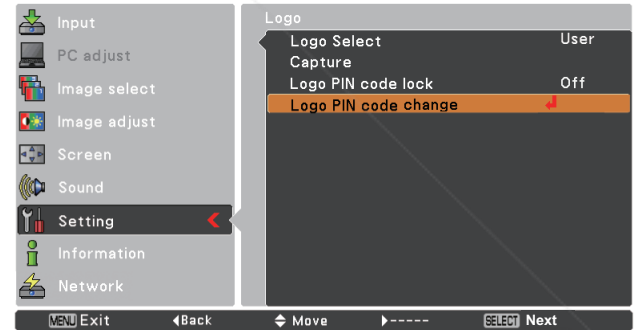 Input
PC adjust
Image select
Image adjust
Screen
Sound
Setting
Information
Network
Logo
Logo Select User
Capture
Logo PIN code lock Off
Logo PIN code change
MENU Exit Back Move ----- SELECT Next